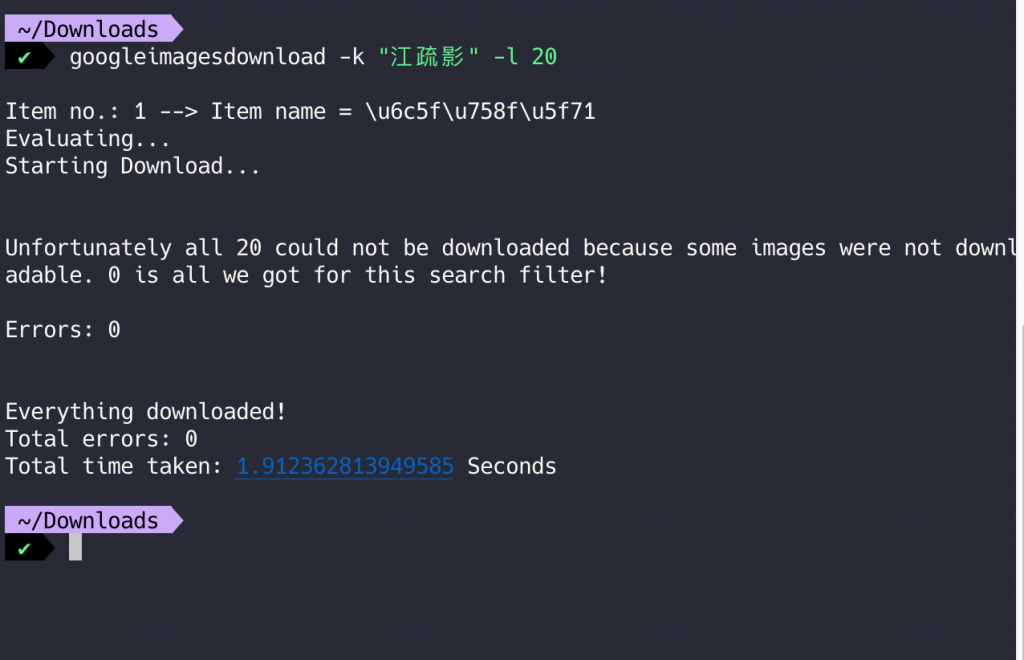 ~/Downloads
✔ googleimagesdownload -k "江疏影" -l 20
Item no.: 1 --> Item name = \u6c5f\u758f\u5f71
Evaluating...
Starting Download...
Unfortunately all 20 could not be downloaded because some images were not downl
adable. 0 is all we got for this search filter!
Errors: 0
Everything downloaded!
Total errors: 0
Total time taken: 1.912362813949585 Seconds
~/Downloads
✔